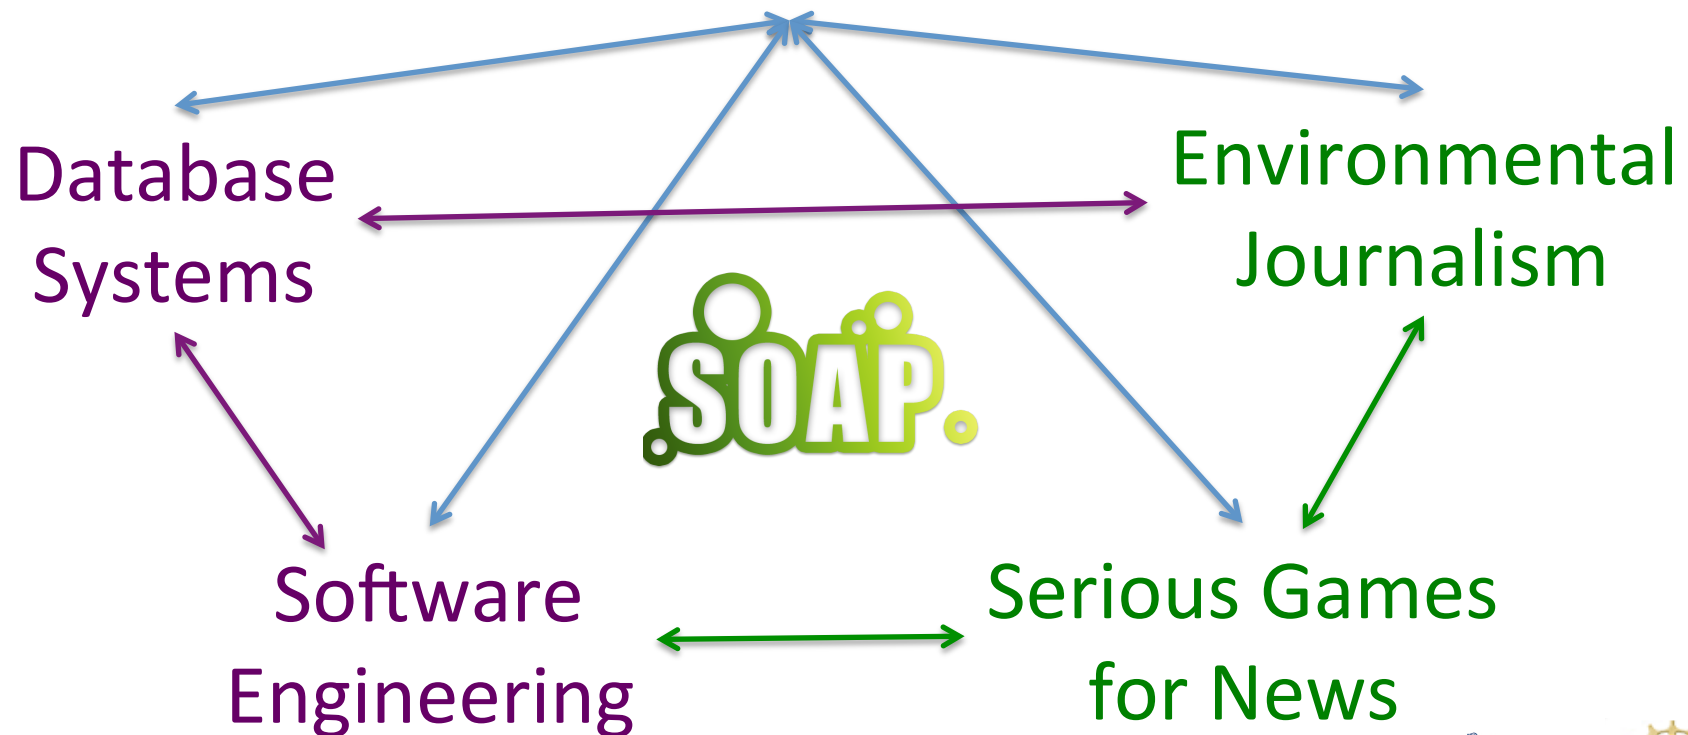 Database
Systems
Environmental
Journalism
SOAP.
Software
Engineering
Serious Games
for News